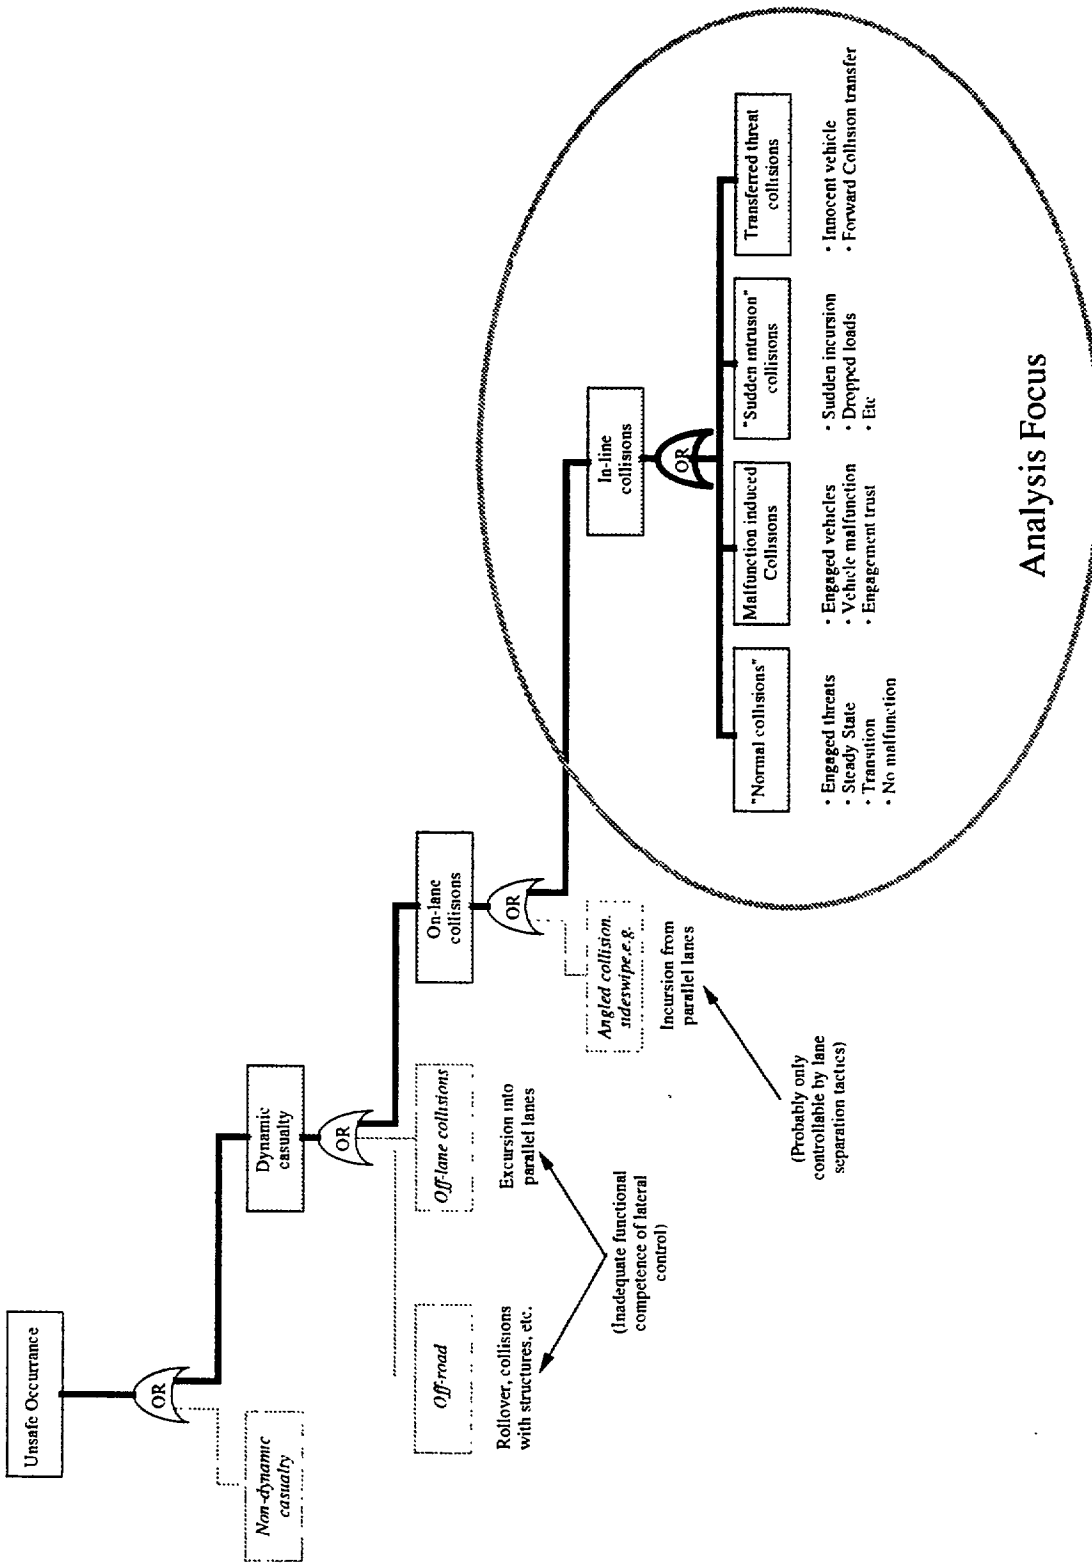 Unsafe Occurrance
OR
Non-dynamic
casualty
Dynamic
casualty
OR
Off-road
Rollover, collisions
with structures, etc.
Off-lane collisions
Excursion into
parallel lanes
(Inadequate functional
competence of lateral
control)
On-lane
collisions
OR
Angled collision.
sideswipe,e.g.
Incursion from
parallel lanes
(Probably only
controllable by lane
separation tactics)
In-line
collisions
OR
"Normal collisions"
• Engaged threats
• Steady State
• Transition
• No malfunction
Malfunction induced
Collisions
• Engaged vehicles
• Vehicle malfunction
• Engagement trust
"Sudden intrusion"
collisions
• Sudden incursion
• Dropped loads
• Etc
Transferred threat
collisions
• Innocent vehicle
• Forward Collision transfer
Analysis Focus